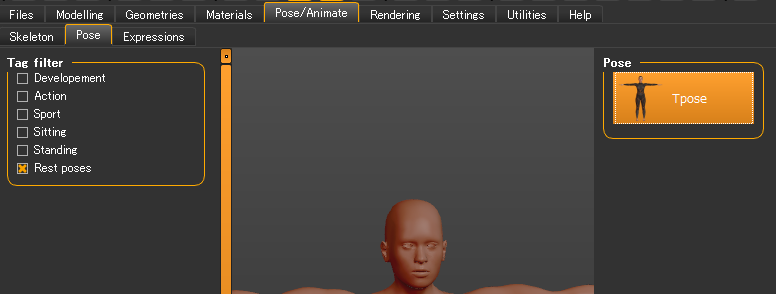 Files Modelling Geometries Materials Pose/Animate Rendering Settings Utilities Help
Skeleton Pose Expressions
Tag filter
Developement
Action
Sport
Sitting
Standing
Rest poses
Pose
Tpose